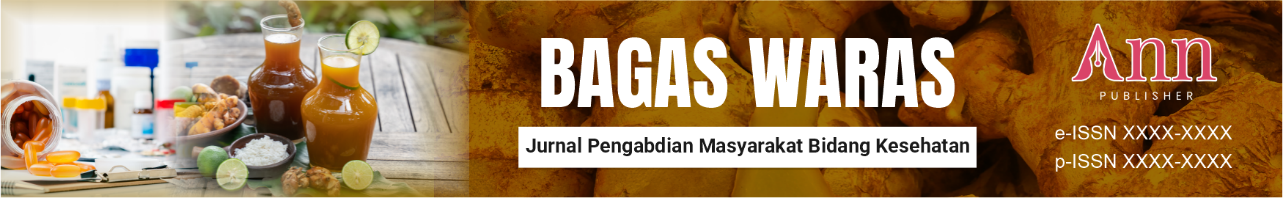 BAGAS WARAS
Jurnal Pengabdian Masyarakat Bidang Kesehatan
Ann
PUBLISHER
e-ISSN XXXX-XXXX
p-ISSN XXXX-XXXX